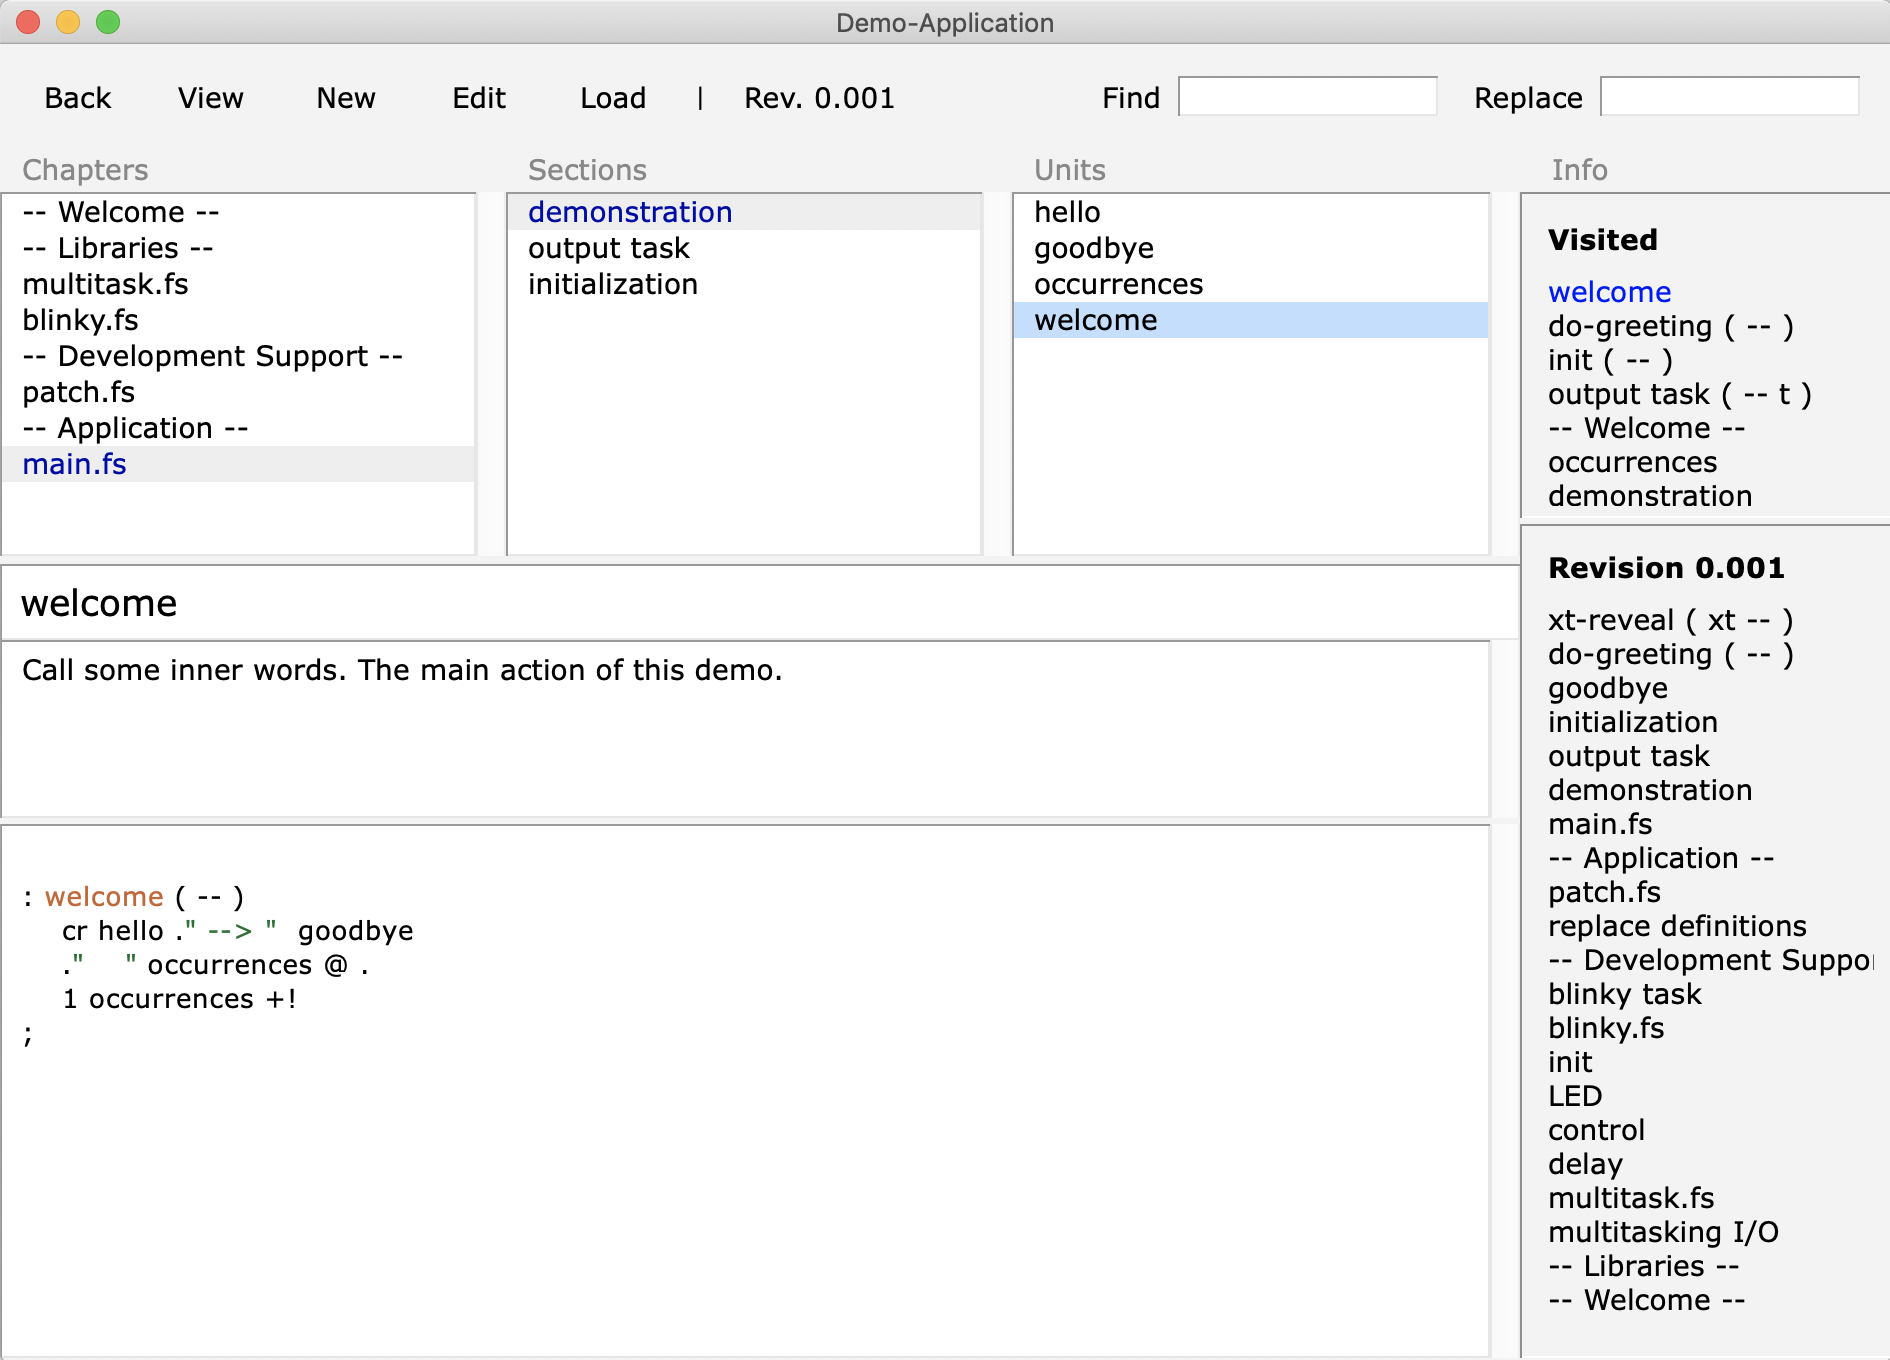 Demo-Application
Back View New Edit Load | Rev. 0.001 Find Replace
Chapters
-- Welcome --
-- Libraries --
multitask.fs
blinky.fs
-- Development Support --
patch.fs
-- Application --
main.fs
Sections
demonstration
output task
initialization
Units
hello
goodbye
occurrences
welcome
Info
Visited
welcome
do-greeting ( -- )
init ( -- )
output task ( -- t )
-- Welcome --
occurrences
demonstration
welcome
Call some inner words. The main action of this demo.
: welcome ( -- )
cr hello ." --> "  goodbye
."    " occurrences @ .
1 occurrences +!
;
Revision 0.001
xt-reveal ( xt -- )
do-greeting ( -- )
goodbye
initialization
output task
demonstration
main.fs
-- Application --
patch.fs
replace definitions
-- Development Suppo
blinky task
blinky.fs
init
LED
control
delay
multitask.fs
multitasking I/O
-- Libraries --
-- Welcome --